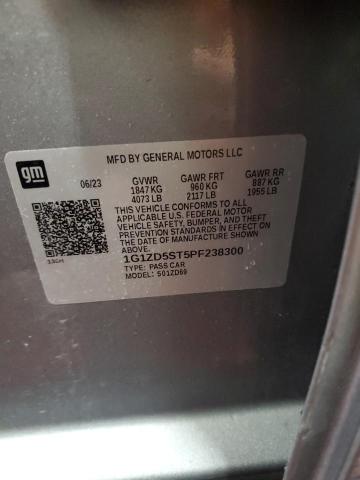 gm
MFD BY GENERAL MOTORS LLC
06/23
GVWR GAWR FRT GAWR RR
1847 KG 960 KG 887 KG
4073 LB 2117 LB 1955 LB
THIS VEHICLE CONFORMS TO ALL
APPLICABLE U.S. FEDERAL MOTOR
VEHICLE SAFETY, BUMPER, AND THEFT
PREVENTION STANDARDS IN EFFECT ON
THE DATE OF MANUFACTURE SHOWN
ABOVE.
1G1ZD5ST5PF238300
TYPE: PASS CAR
MODEL: S01ZD69